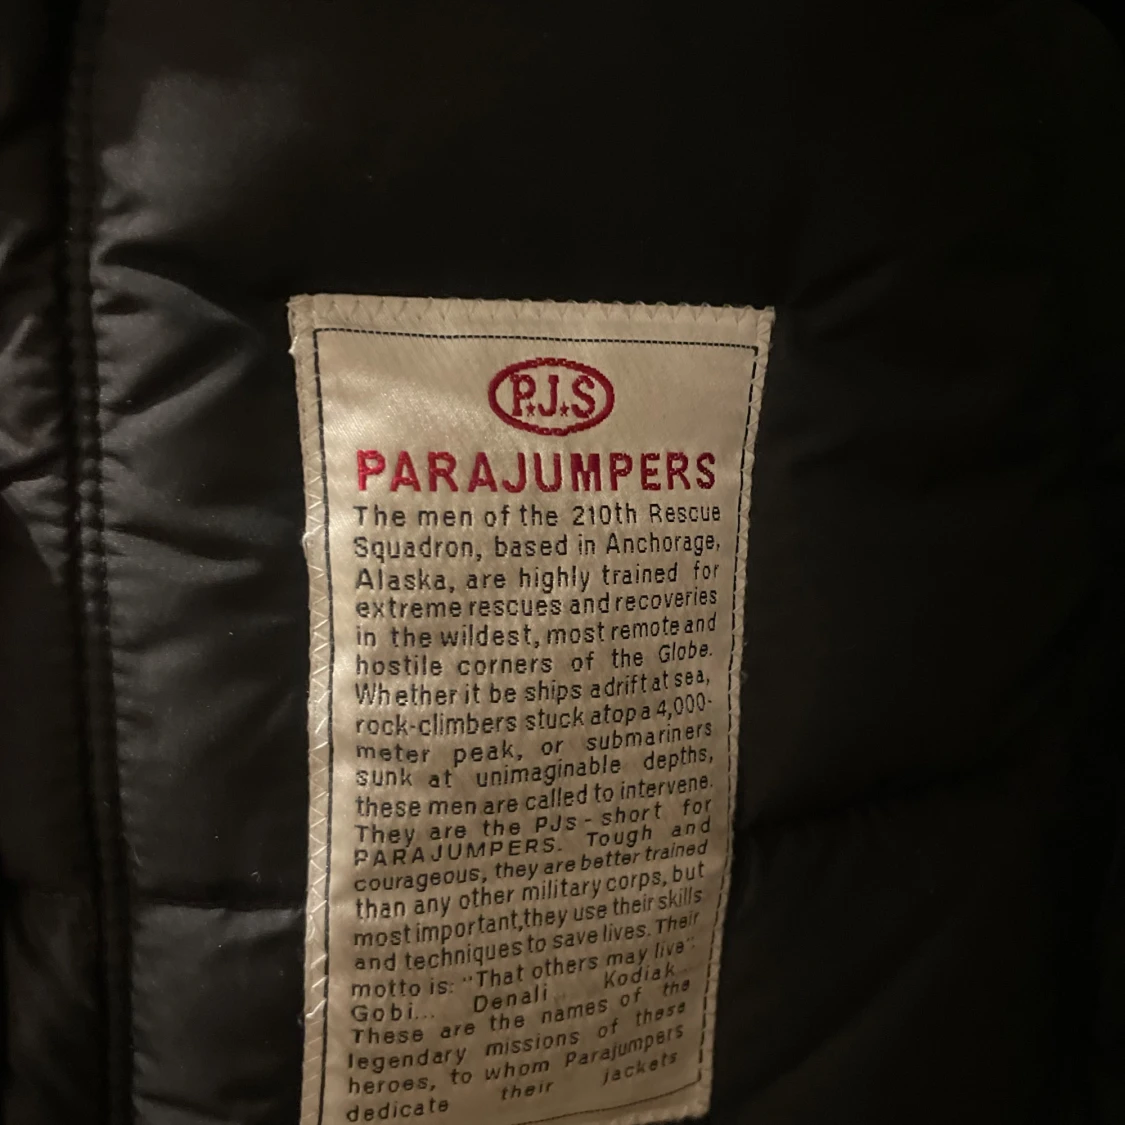 P.J.S
PARAJUMPERS
The men of the 210th Rescue
Squadron, based in Anchorage,
Alaska, are highly trained for
extreme rescues and recoveries
in the wildest, most remote and
hostile corners of the Globe.
Whether it be ships adrift at sea,
rock-climbers stuck atop a 4,000-
meter peak, or submariners
sunk at unimaginable depths,
these men are called to intervene.
They are the PJs - short for
PARAJUMPERS. Tough and
courageous, they are better trained
than any other military corps, but
most important,they use their skills
and techniques to save lives. Their
motto is: "That others may live".
Gobi... Denali... Kodiak...
These are the names of the
legendary missions of these
heroes, to whom Parajumpers
dedicate their jackets